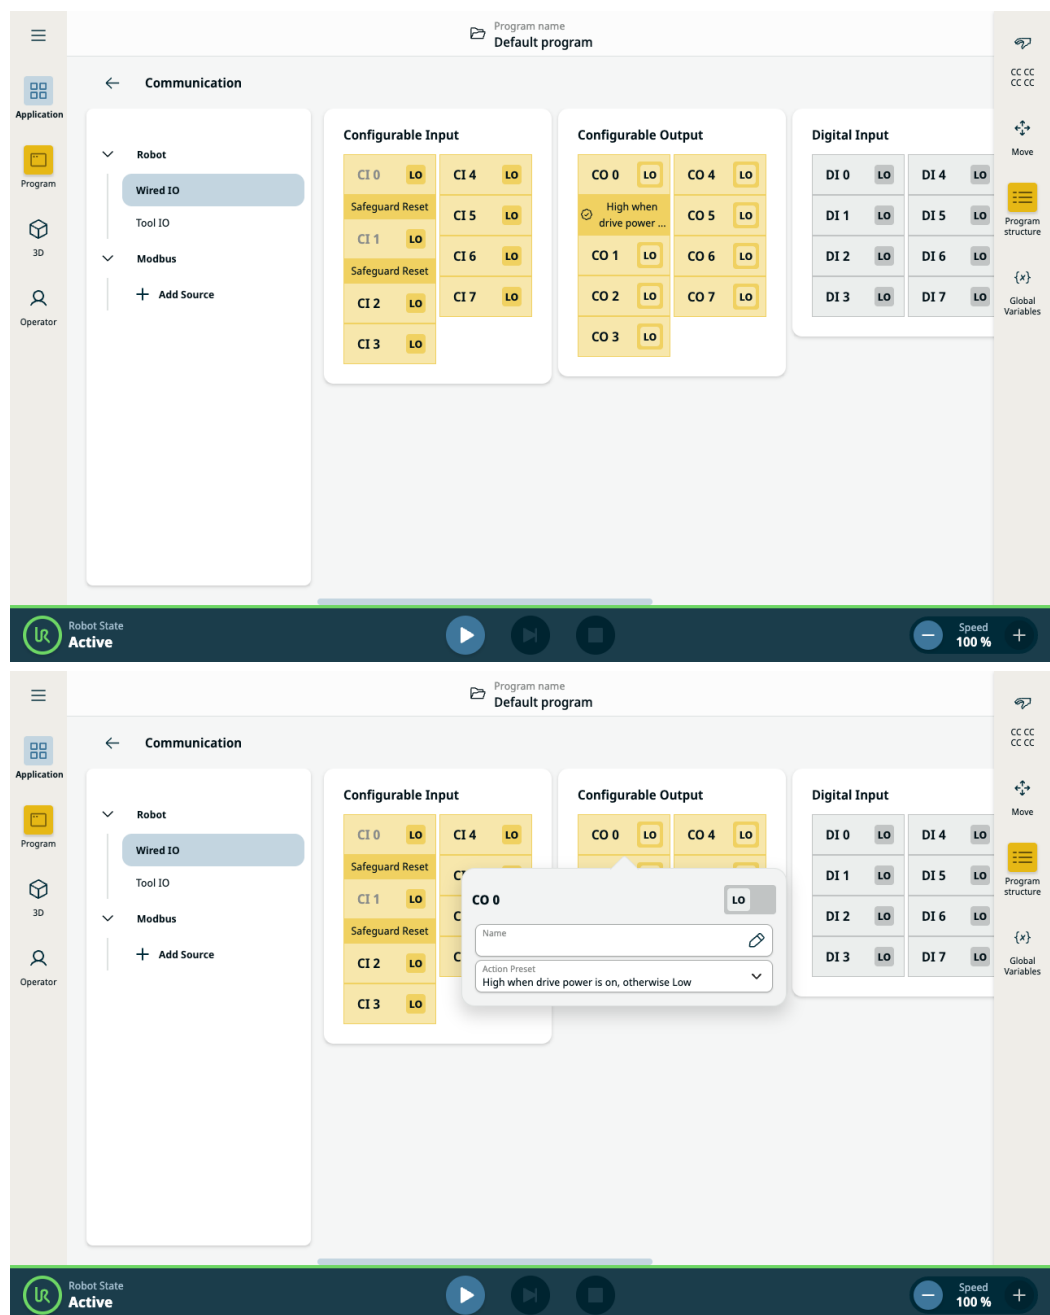 Program name
Default program
Communication
Application
Program
3D
Operator
Robot
Wired IO
Tool IO
Modbus
Add Source
Configurable Input
CI 0 LO CI 4 LO
Safeguard Reset
CI 5 LO
CI 1 LO
CI 6 LO
Safeguard Reset
CI 2 LO CI 7 LO
CI 3 LO
Configurable Output
CO 0 LO CO 4 LO
High when
drive power ...
CO 5 LO
CO 1 LO CO 6 LO
CO 2 LO CO 7 LO
CO 3 LO
Digital Input
DI 0 LO DI 4 LO
DI 1 LO DI 5 LO
DI 2 LO DI 6 LO
DI 3 LO DI 7 LO
CC CC
CC CC
Move
Program
structure
{x}
Global
Variables
UR
Robot State
Active
Speed
100 %
Program name
Default program
Communication
Application
Program
3D
Operator
Robot
Wired IO
Tool IO
Modbus
Add Source
Configurable Input
CI 0 LO CI 4 LO
Safeguard Reset
CI 1 LO
Safeguard Reset
CI 2 LO
CI 3 LO
Configurable Output
CO 0 LO CO 4 LO
CO 0 LO
Name
Action Preset
High when drive power is on, otherwise Low
Digital Input
DI 0 LO DI 4 LO
DI 1 LO DI 5 LO
DI 2 LO DI 6 LO
DI 3 LO DI 7 LO
CC CC
CC CC
Move
Program
structure
{x}
Global
Variables
UR
Robot State
Active
Speed
100 %